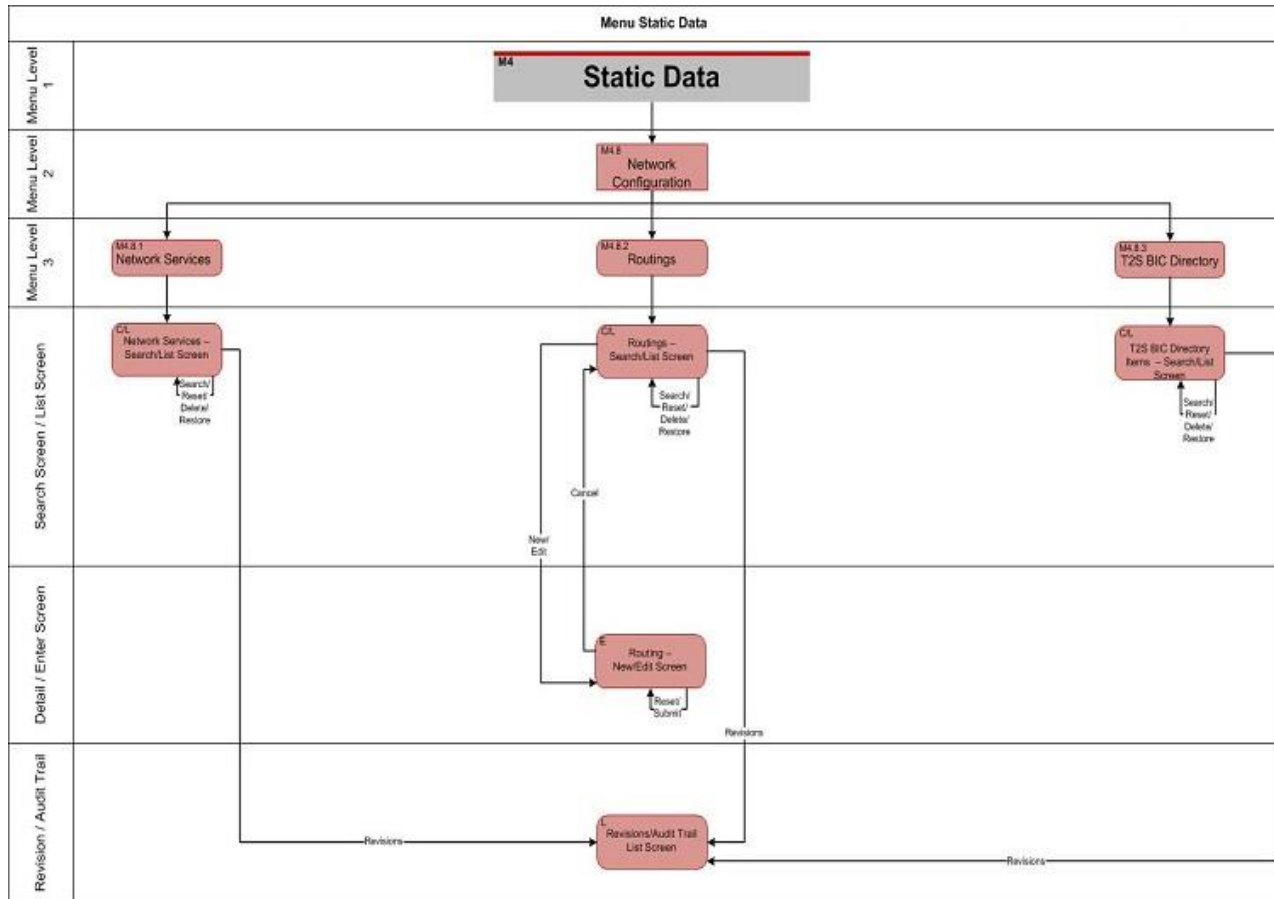 Menu Static Data
Menu Level
1
M4
Static Data
Menu Level
2
M4.8
Network
Configuration
Menu Level
3
M4.8.1
Network Services
M4.8.2
Routings
M4.8.3
T2S BIC Directory
Search Screen / List Screen
C/L
Network Services –
Search/List Screen
Search/
Reset/
Delete/
Restore
C/L
Routings –
Search/List Screen
Search/
Reset/
Delete/
Restore
C/L
T2S BIC Directory
Items – Search/List
Screen
Search/
Reset/
Delete/
Restore
Cancel
New/
Edit
Detail / Enter Screen
E
Routing –
New/Edit Screen
Reset/
Submit
Revisions
Revision / Audit Trail
L
Revisions/Audit Trail
List Screen
Revisions
Revisions